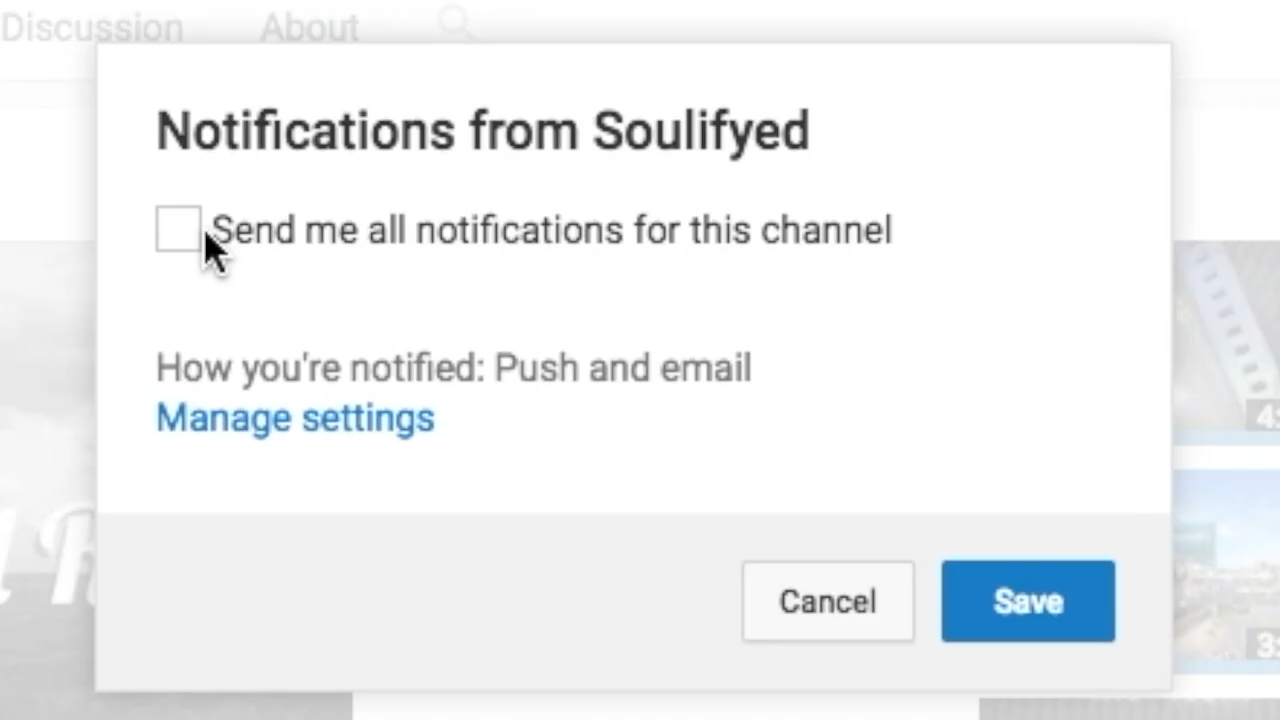 Discussion About
Notifications from Soulifyed
Send me all notifications for this channel
How you're notified: Push and email
Manage settings
Cancel Save